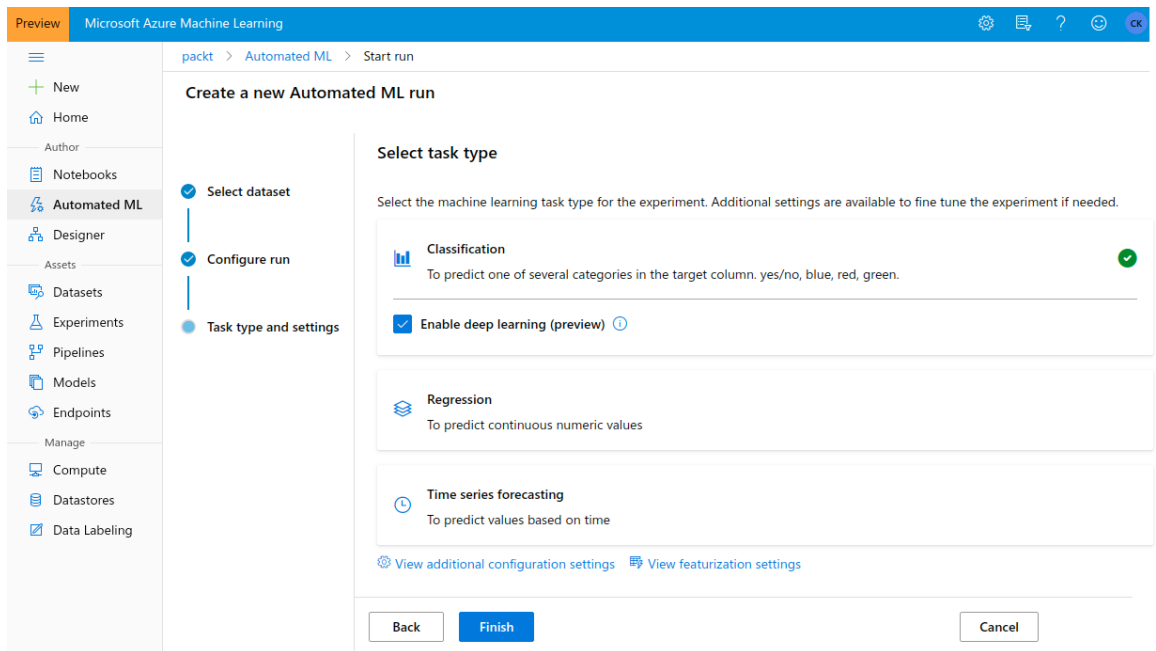 Preview
Microsoft Azure Machine Learning
CK
packt > Automated ML > Start run
New
Home
Author
Notebooks
Automated ML
Designer
Assets
Datasets
Experiments
Pipelines
Models
Endpoints
Manage
Compute
Datastores
Data Labeling
Create a new Automated ML run
Select dataset
Configure run
Task type and settings
Select task type
Select the machine learning task type for the experiment. Additional settings are available to fine tune the experiment if needed.
Classification
To predict one of several categories in the target column. yes/no, blue, red, green.
Enable deep learning (preview)
Regression
To predict continuous numeric values
Time series forecasting
To predict values based on time
View additional configuration settings
View featurization settings
Back
Finish
Cancel